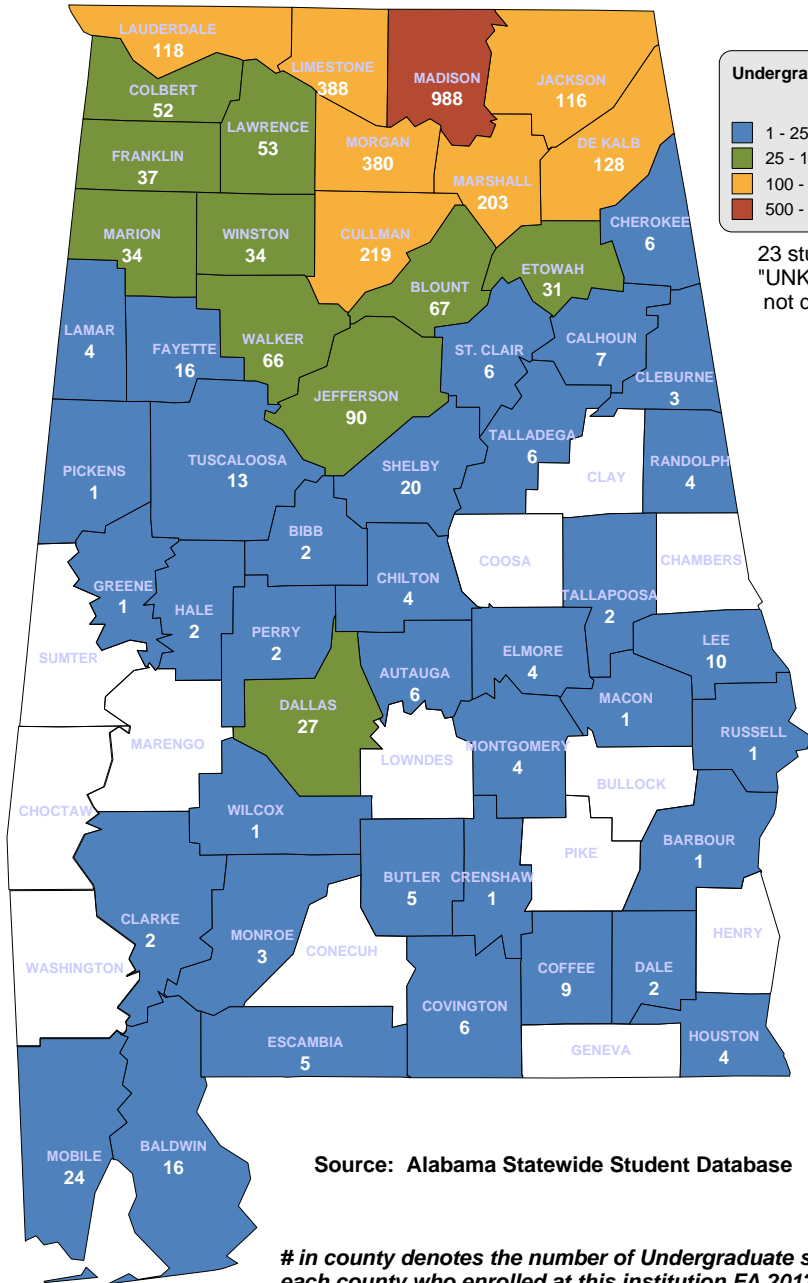 LAUDERDALE
118
LIMESTONE
388
MADISON
988
JACKSON
116
Undergra
COLBERT
52
LAWRENCE
53
MORGAN
380
DE KALB
128
1 - 25
25 - 1
100 -
500 -
FRANKLIN
37
MARSHALL
203
MARION
34
WINSTON
34
CULLMAN
219
CHEROKEE
6
23 stu
"UNK
not d
BLOUNT
67
ETOWAH
31
LAMAR
4
FAYETTE
16
WALKER
66
ST. CLAIR
6
CALHOUN
7
CLEBURNE
3
JEFFERSON
90
TALLADEGA
6
PICKENS
1
TUSCALOOSA
13
SHELBY
20
CLAY
RANDOLPH
4
BIBB
2
COOSA
CHAMBERS
GREENE
1
HALE
2
CHILTON
4
TALLAPOOSA
2
PERRY
2
SUMTER
AUTAUGA
6
ELMORE
4
LEE
10
DALLAS
27
MACON
1
MARENGO
LOWNDES
MONTGOMERY
4
RUSSELL
1
CHOCTAW
WILCOX
1
BULLOCK
PIKE
BARBOUR
1
BUTLER
5
CRENSHAW
1
CLARKE
2
MONROE
3
CONECUH
HENRY
WASHINGTON
COFFEE
9
DALE
2
COVINGTON
6
ESCAMBIA
5
GENEVA
HOUSTON
4
MOBILE
24
BALDWIN
16
Source: Alabama Statewide Student Database
# in county denotes the number of Undergraduate s
each county who enrolled at this institution FA 201